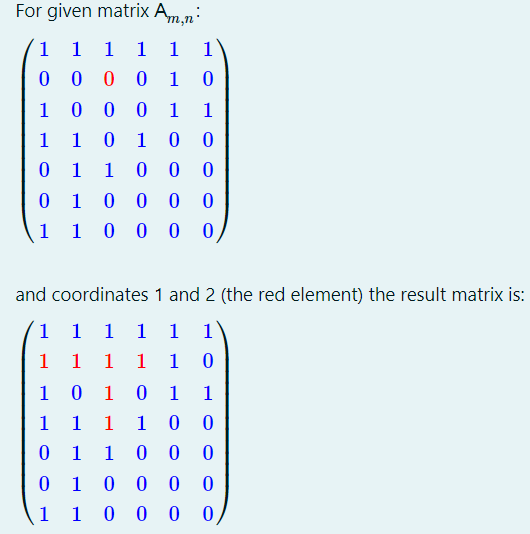 For given matrix Am,n:
1 1 1 1 1 1
0 0 0 0 1 0
1 0 0 0 1 1
1 1 0 1 0 0
0 1 1 0 0 0
0 1 0 0 0 0
1 1 0 0 0 0
and coordinates 1 and 2 (the red element) the result matrix is:
1 1 1 1 1 1
1 1 1 1 1 0
1 0 1 0 1 1
1 1 1 1 0 0
0 1 1 0 0 0
0 1 0 0 0 0
1 1 0 0 0 0